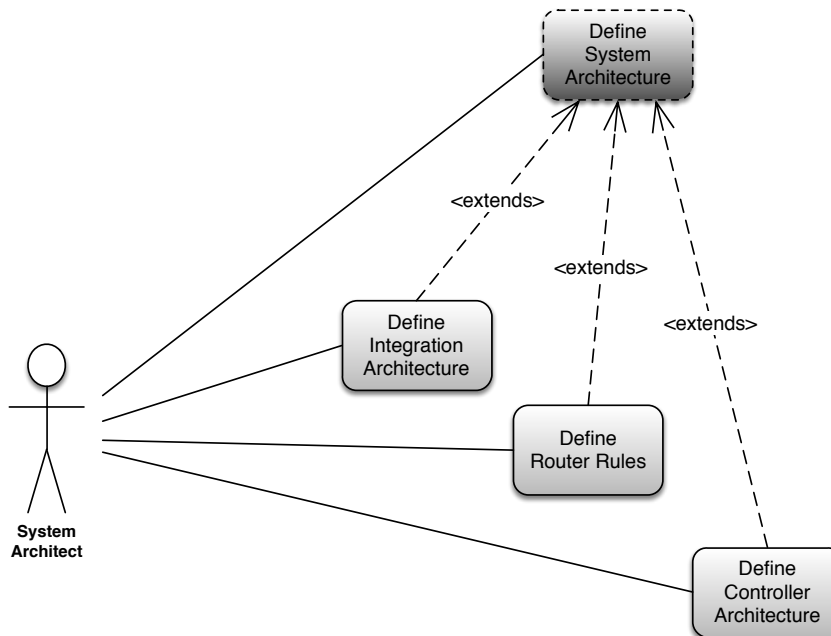 Define
System
Architecture
<extends>
<extends>
<extends>
Define
Integration
Architecture
Define
Router Rules
System
Architect
Define
Controller
Architecture